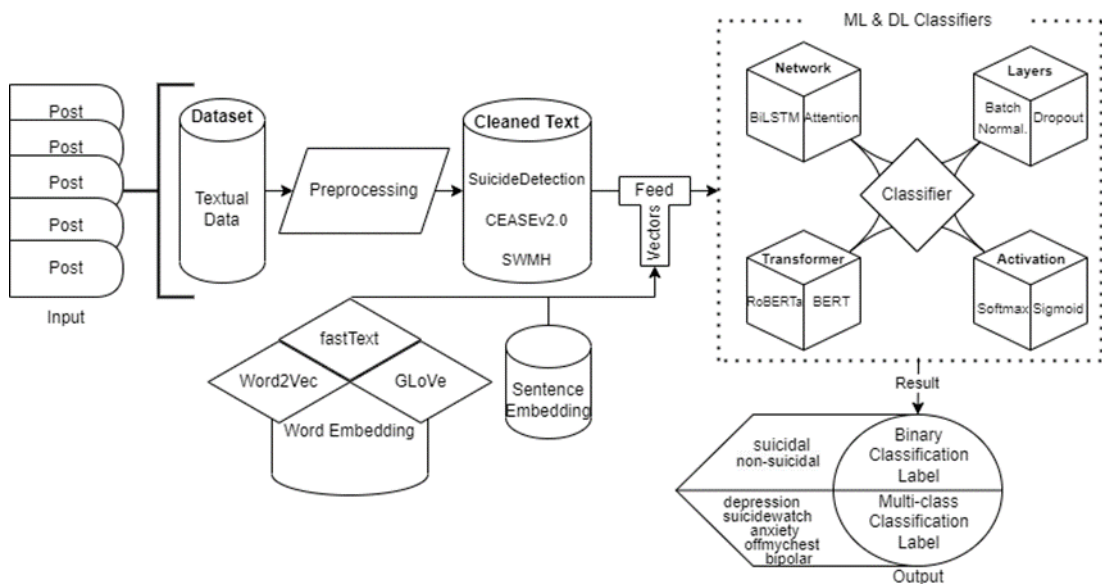 ML & DL Classifiers
Post
Post
Post
Post
Post
Input
Dataset
Textual
Data
Preprocessing
Cleaned Text
SuicideDetection
CEASEv2.0
SWMH
Feed
Vectors
fastText
Word2Vec
GLoVe
Word Embedding
Sentence
Embedding
Network
BiLSTM
Attention
Layers
Batch
Normal.
Dropout
Classifier
Transformer
RoBERTa
BERT
Activation
Softmax
Sigmoid
Result
suicidal
non-suicidal
Binary
Classification
Label
depression
suicidewatch
anxiety
offmychest
bipolar
Multi-class
Classification
Label
Output